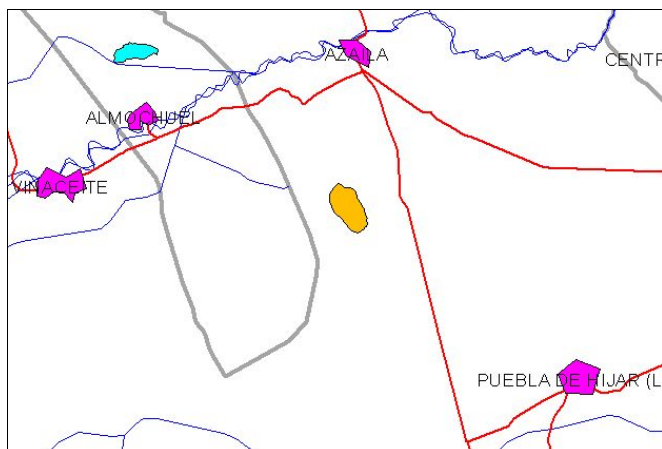 AZAILA
CENTR
ALMOCHUEL
VINACEITE
PUEBLA DE HIJAR (L